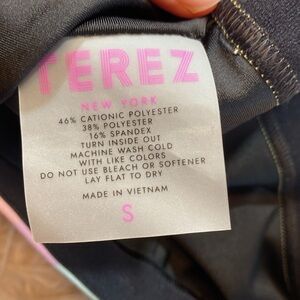 TEREZ
NEW YORK
46% CATIONIC POLYESTER
38% POLYESTER
16% SPANDEX
TURN INSIDE OUT
MACHINE WASH COLD
WITH LIKE COLORS
DO NOT USE BLEACH OR SOFTENER
LAY FLAT TO DRY
MADE IN VIETNAM
S